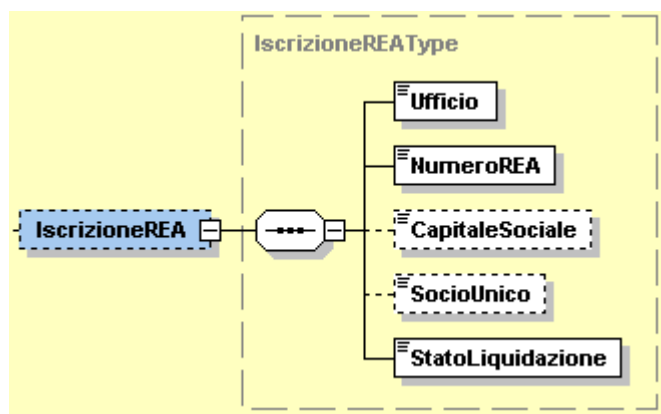 IscrizioneREAType
Ufficio
NumeroREA
IscrizioneREA
CapitaleSociale
SocioUnico
StatoLiquidazione